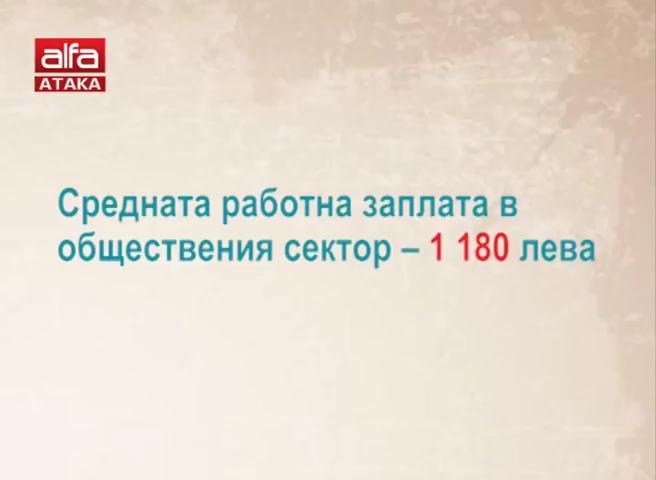 alfa
АТАКА
Средната работна заплата в
обществения сектор – 1 180 лева